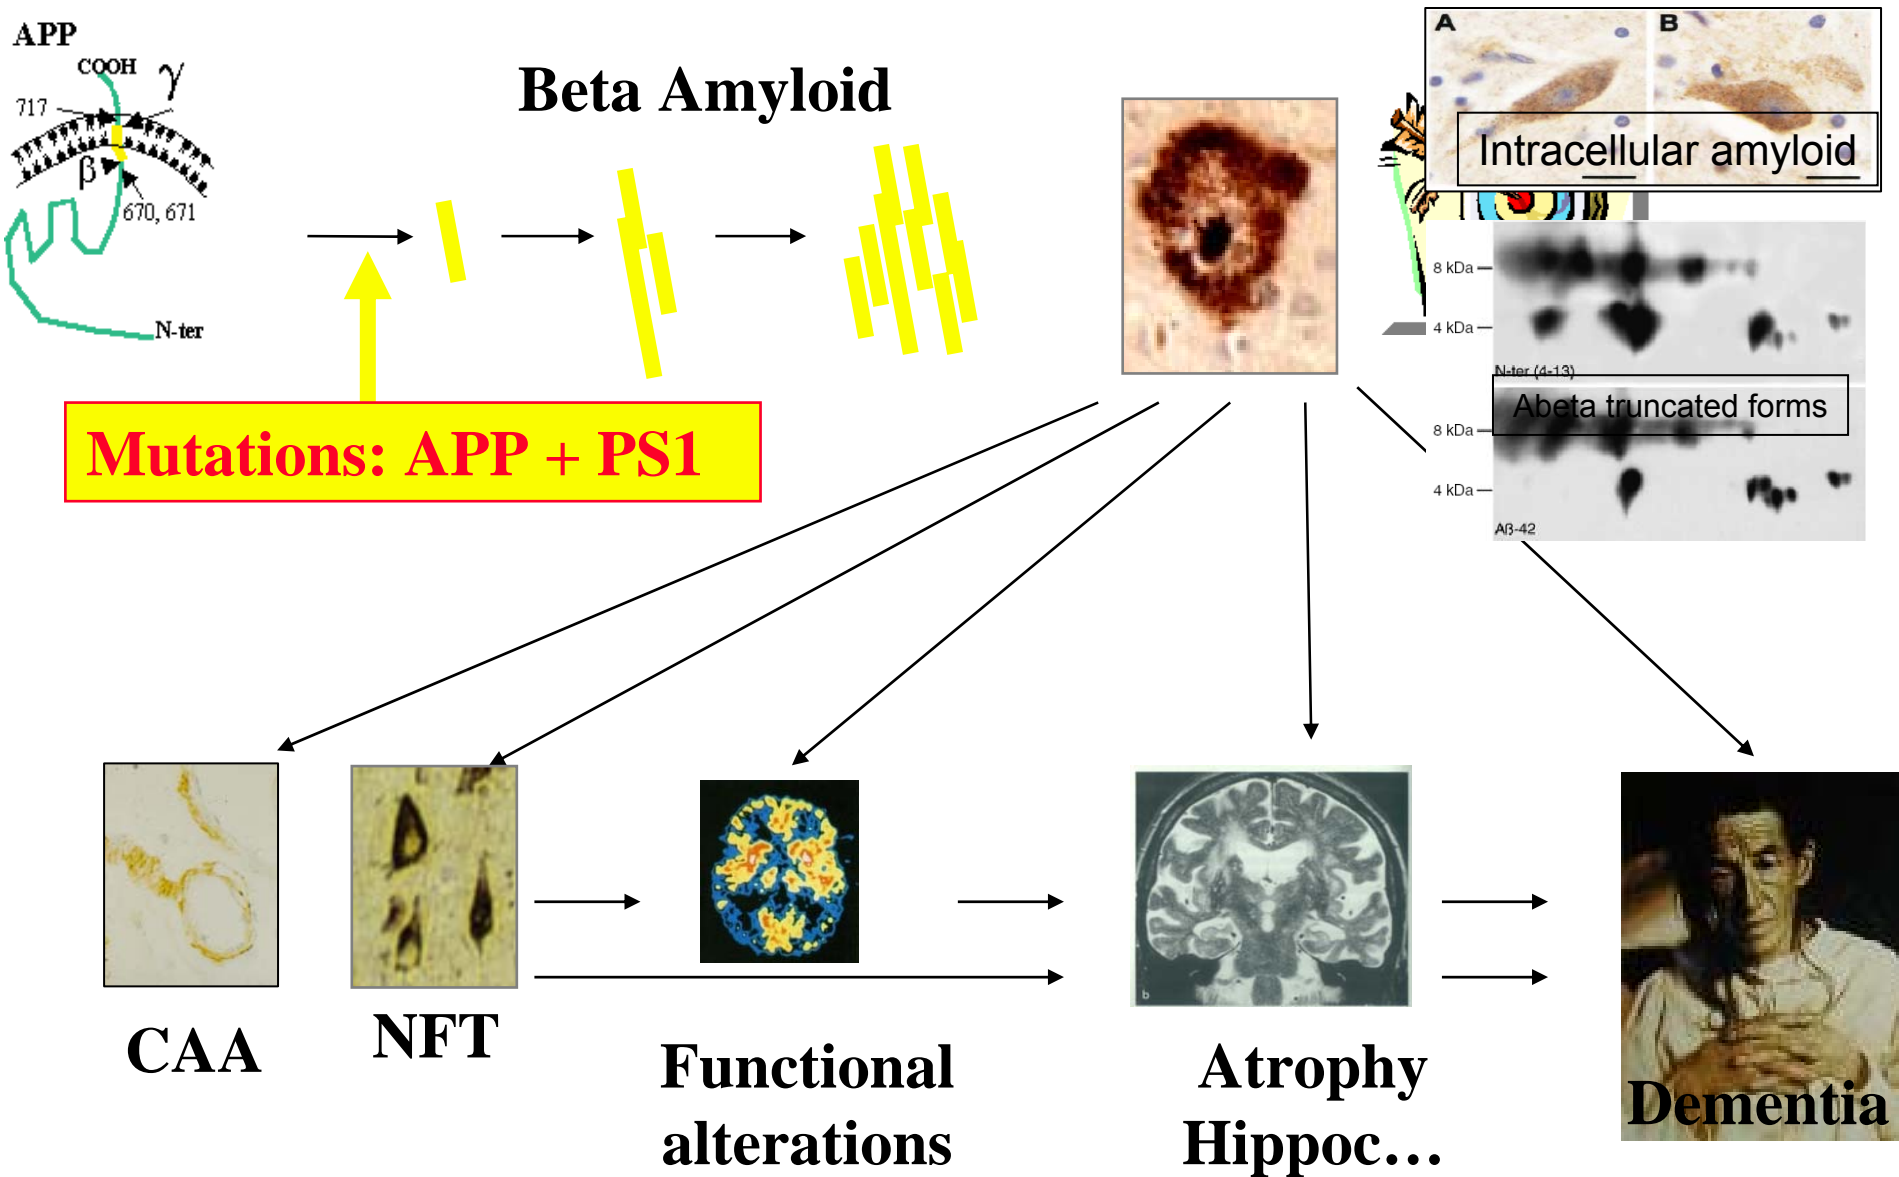 APP
COOH
γ
717
β
670, 671
N-ter
Beta Amyloid
Mutations: APP + PS1
A
B
Intracellular amyloid
8 kDa
4 kDa
N-ter (4-13)
Abeta truncated forms
8 kDa
4 kDa
Aβ-42
b
CAA
NFT
Functional
alterations
Atrophy
Hippoc…
Dementia